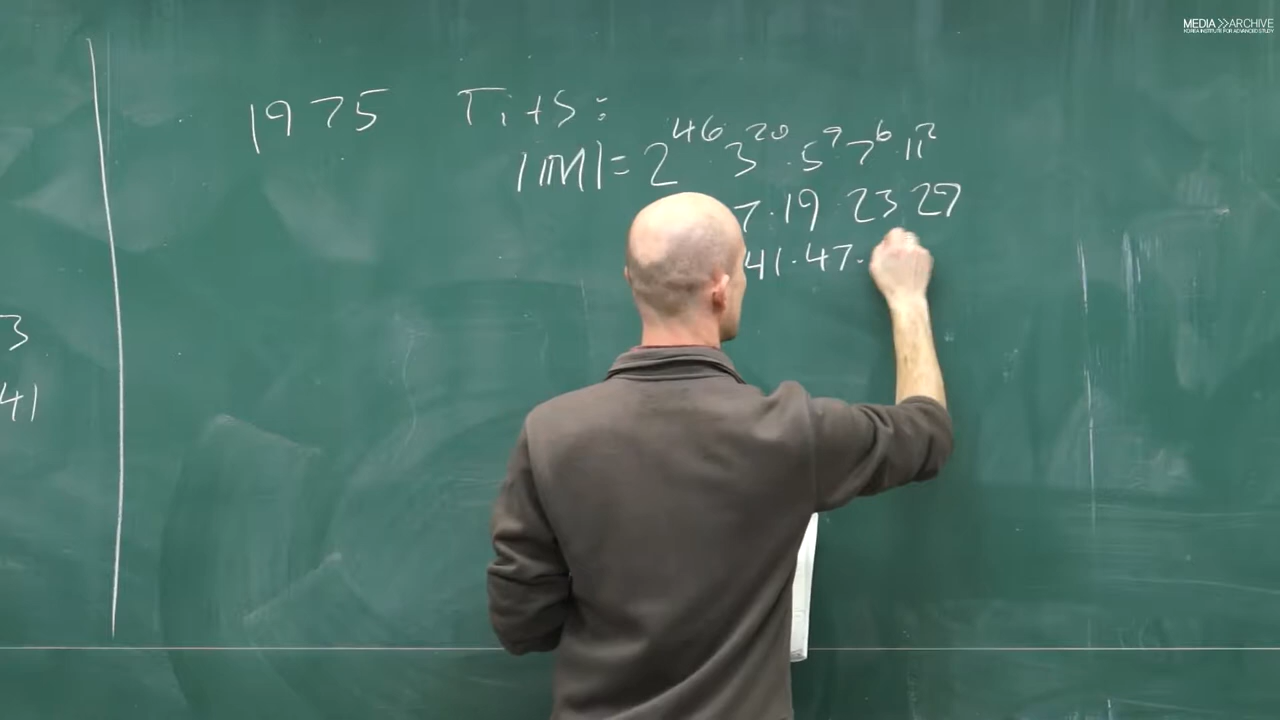 MEDIA >> ARCHIVE
KOREA INSTITUTE FOR ADVANCED STUDY
1975 Tits:
|𝕄| = 2^46 · 3^20 · 5^9 7^6 · 11^2
7 · 19 · 23 29
41 · 47 ·
3
41